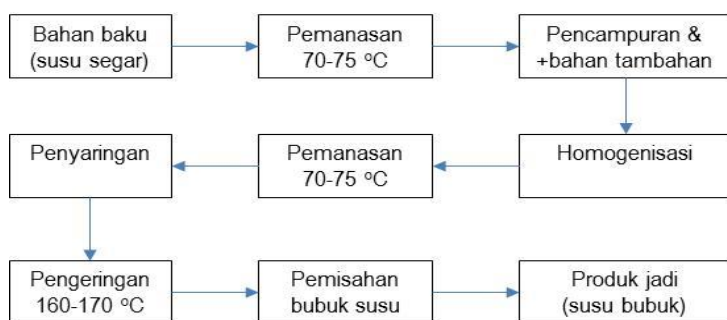 Bahan baku
(susu segar)
Pemanasan
70-75 °C
Pencampuran &
+bahan tambahan
Homogenisasi
Pemanasan
70-75 °C
Penyaringan
Pengeringan
160-170 °C
Pemisahan
bubuk susu
Produk jadi
(susu bubuk)